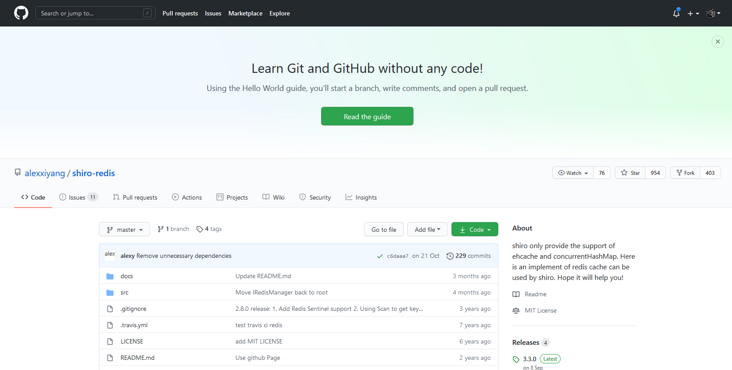 Search or jump to... /
Pull requests Issues Marketplace Explore
Learn Git and GitHub without any code!
Using the Hello World guide, you'll start a branch, write comments, and open a pull request.
Read the guide
alexxiyang / shiro-redis
Watch 76 Star 954 Fork 403
Code Issues 11 Pull requests Actions Projects Wiki Security Insights
master 1 branch 4 tags Go to file Add file Code
alex alexy Remove unnecessary dependencies on 21 Oct 229 commits
docs Update README.md 3 months ago
src Move IRedisManager back to root 4 months ago
.gitignore 2.8.0 release: 1. Add Redis Sentinel support 2. Using Scan to get key... 3 years ago
.travis.yml test travis ci redis 7 years ago
LICENSE add MIT LICENSE 6 years ago
README.md Use github Page 2 years ago
About
shiro only provide the support of
ehcache and concurrentHashMap. Here
is an implement of redis cache can be
used by shiro. Hope it will help you!
Readme
MIT License
Releases 4
3.3.0 Latest
on 8 Sep